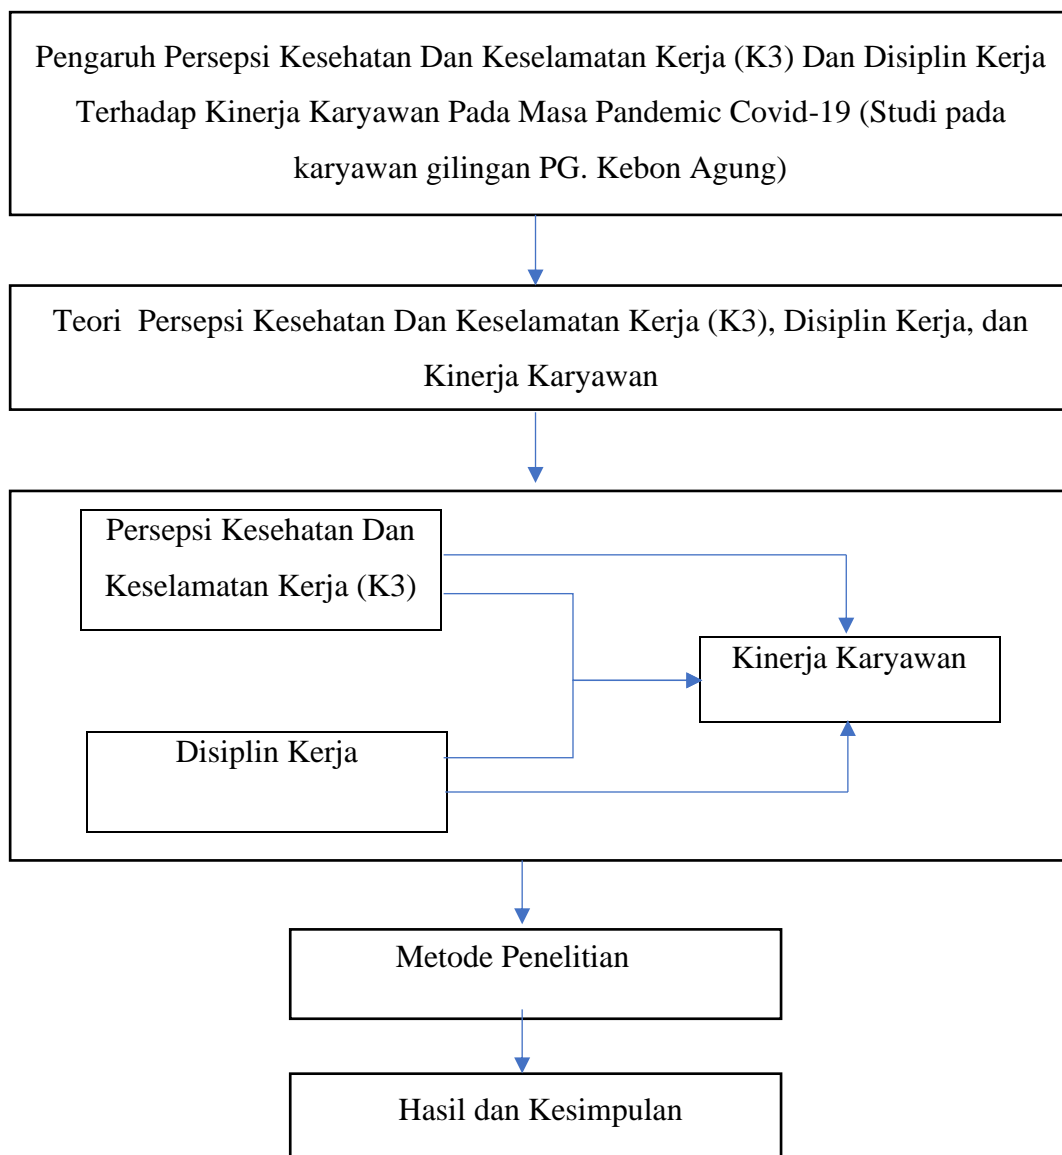 Pengaruh Persepsi Kesehatan Dan Keselamatan Kerja (K3) Dan Disiplin Kerja
Terhadap Kinerja Karyawan Pada Masa Pandemic Covid-19 (Studi pada
karyawan gilingan PG. Kebon Agung)
Teori Persepsi Kesehatan Dan Keselamatan Kerja (K3), Disiplin Kerja, dan
Kinerja Karyawan
Persepsi Kesehatan Dan
Keselamatan Kerja (K3)
Kinerja Karyawan
Disiplin Kerja
Metode Penelitian
Hasil dan Kesimpulan